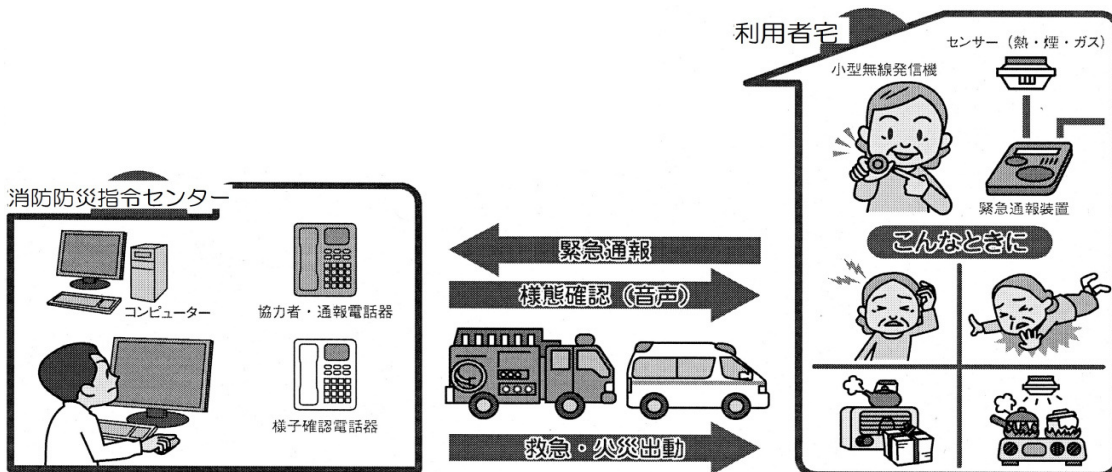 利用者宅
センサー（熱・煙・ガス）
小型無線発信機
緊急通報装置
こんなときに
消防防災指令センター
コンピューター
協力者・通報電話器
様子確認電話器
緊急通報
様態確認（音声）
救急・火災出動